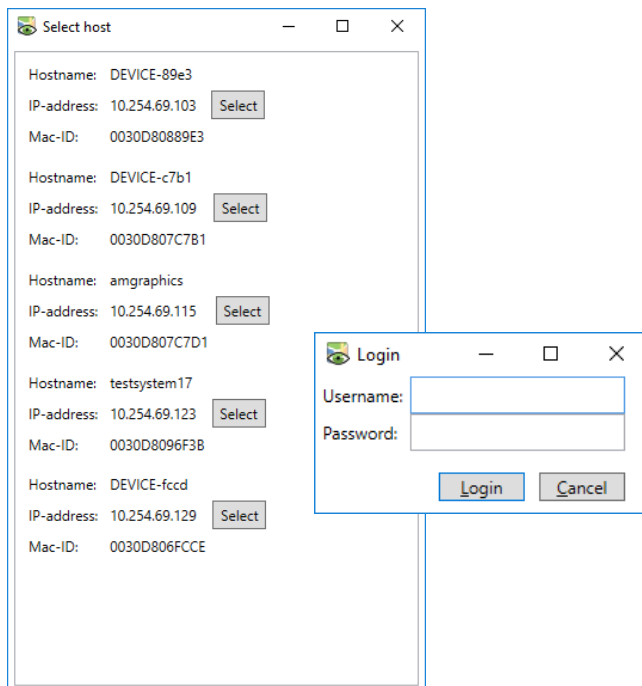 Select host
Hostname: DEVICE-89e3
IP-address: 10.254.69.103 Select
Mac-ID: 0030D80889E3
Hostname: DEVICE-c7b1
IP-address: 10.254.69.109 Select
Mac-ID: 0030D807C7B1
Hostname: amgraphics
IP-address: 10.254.69.115 Select
Mac-ID: 0030D807C7D1
Hostname: testsystem17
IP-address: 10.254.69.123 Select
Mac-ID: 0030D8096F3B
Hostname: DEVICE-fccd
IP-address: 10.254.69.129 Select
Mac-ID: 0030D806FCCE
Login
Username:
Password:
Login Cancel